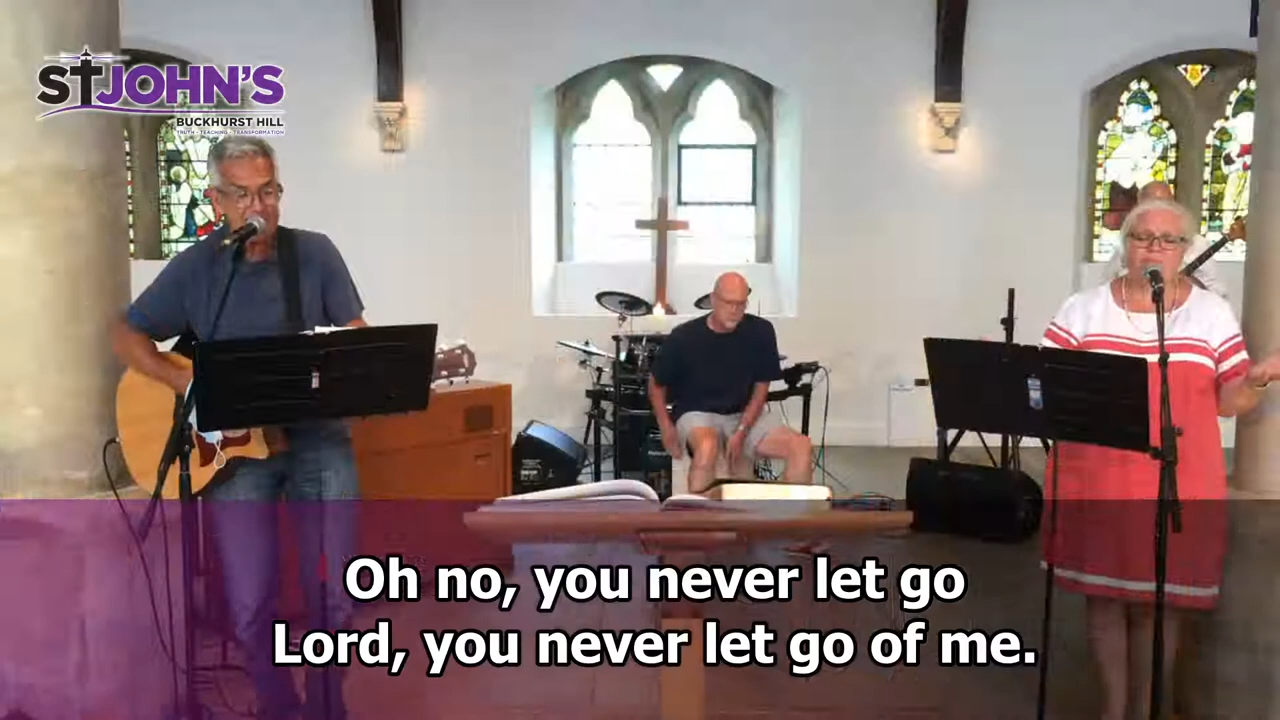 ST JOHN'S
BUCKHURST HILL
TRUTH - TEACHING - TRANSFORMATION
Oh no, you never let go
Lord, you never let go of me.